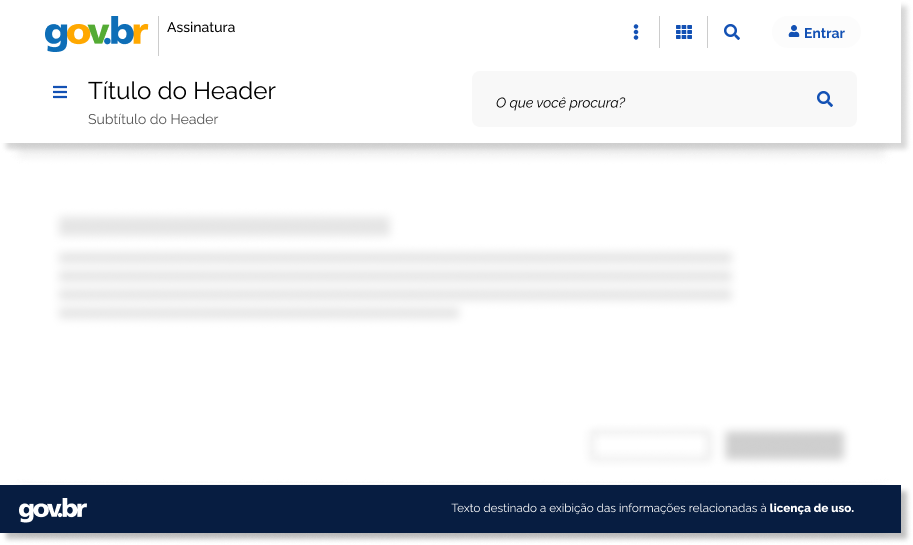 gov.br
Assinatura
Entrar
Título do Header
Subtítulo do Header
O que você procura?
gov.br
Texto destinado a exibição das informações relacionadas à licença de uso.